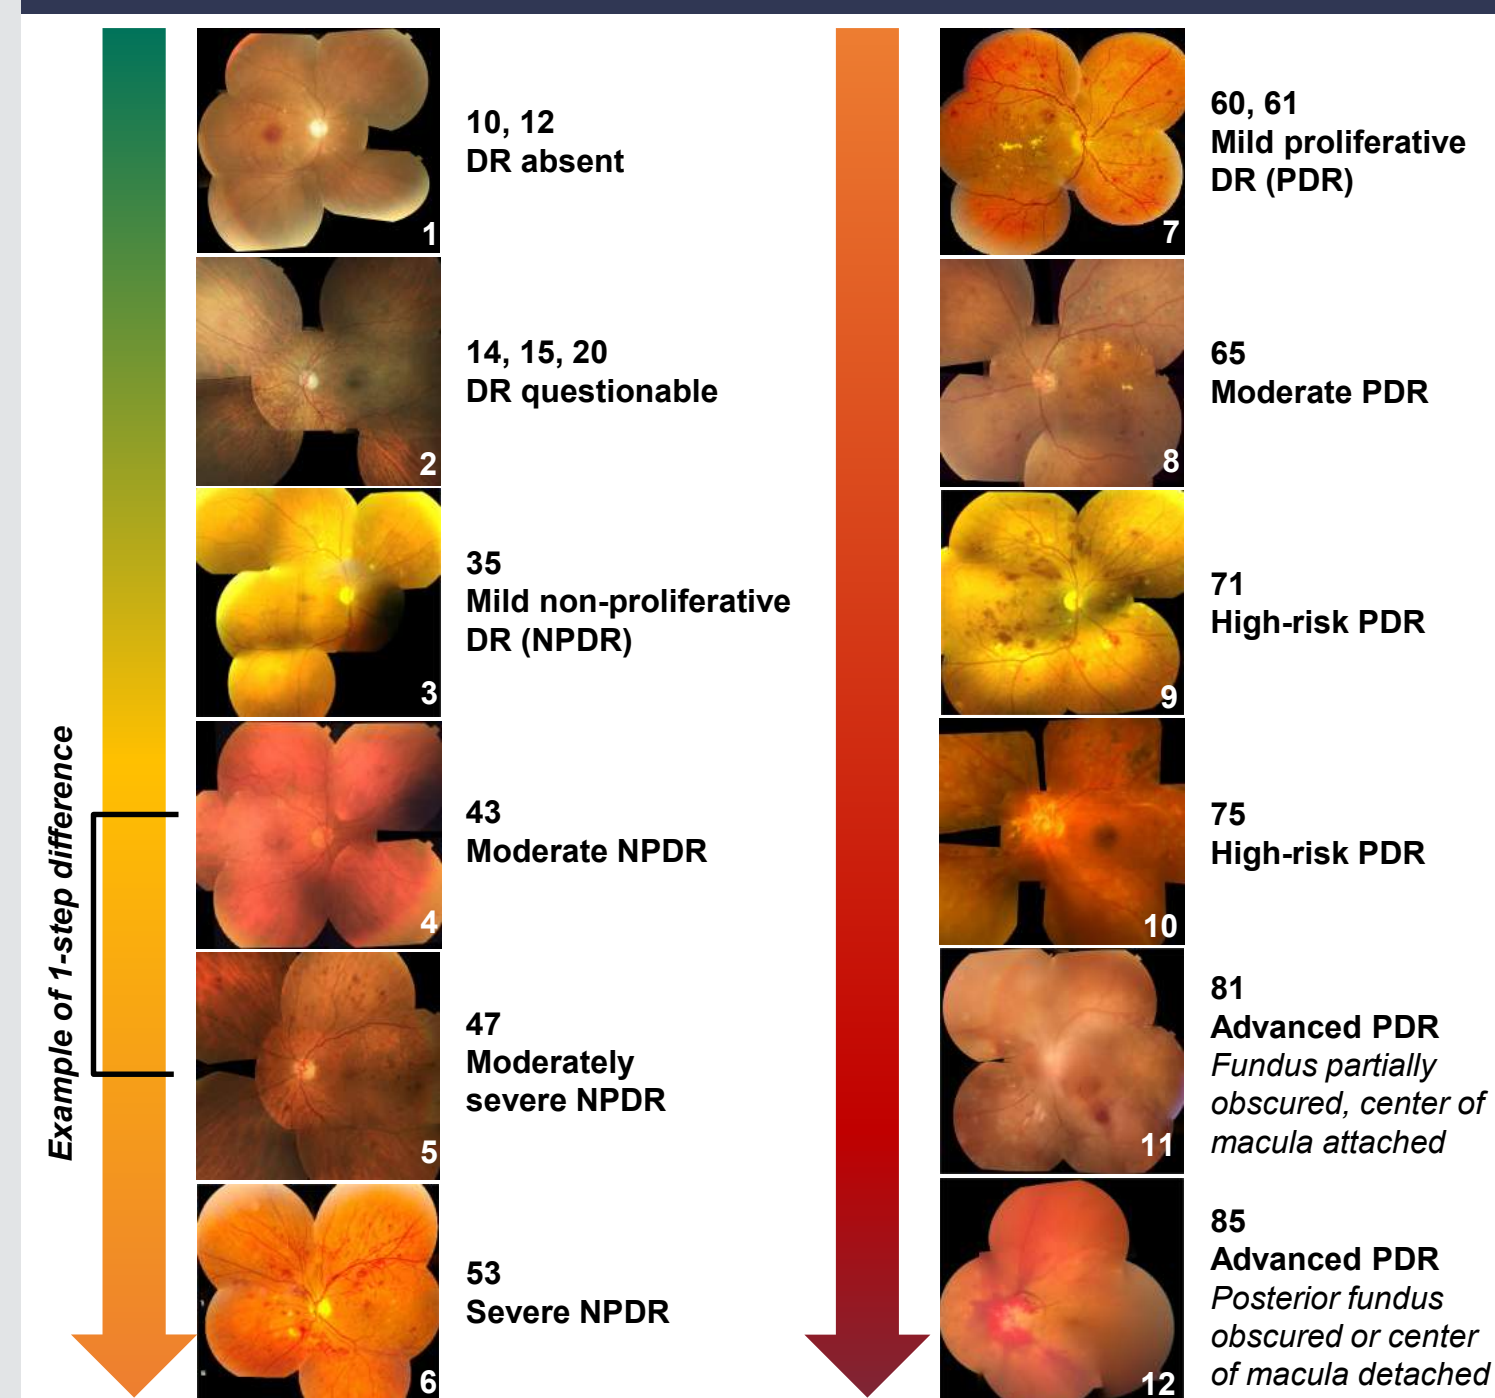 10, 12
DR absent
1
14, 15, 20
DR questionable
2
35
Mild non-proliferative
DR (NPDR)
3
Example of 1-step difference
43
Moderate NPDR
4
47
Moderately
severe NPDR
5
53
Severe NPDR
6
60, 61
Mild proliferative
DR (PDR)
7
65
Moderate PDR
8
71
High-risk PDR
9
75
High-risk PDR
10
81
Advanced PDR
Fundus partially
obscured, center of
macula attached
11
85
Advanced PDR
Posterior fundus
obscured or center
of macula detached
12